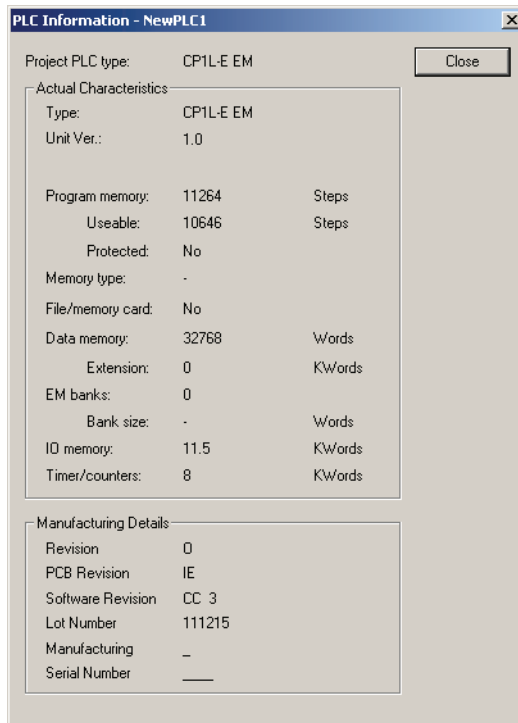 PLC Information - NewPLC1
Project PLC type: CP1L-E EM Close
Actual Characteristics
Type: CP1L-E EM
Unit Ver.: 1.0
Program memory: 11264 Steps
Useable: 10646 Steps
Protected: No
Memory type: -
File/memory card: No
Data memory: 32768 Words
Extension: 0 KWords
EM banks: 0
Bank size: - Words
IO memory: 11.5 KWords
Timer/counters: 8 KWords
Manufacturing Details
Revision O
PCB Revision IE
Software Revision CC 3
Lot Number 111215
Manufacturing _
Serial Number ____